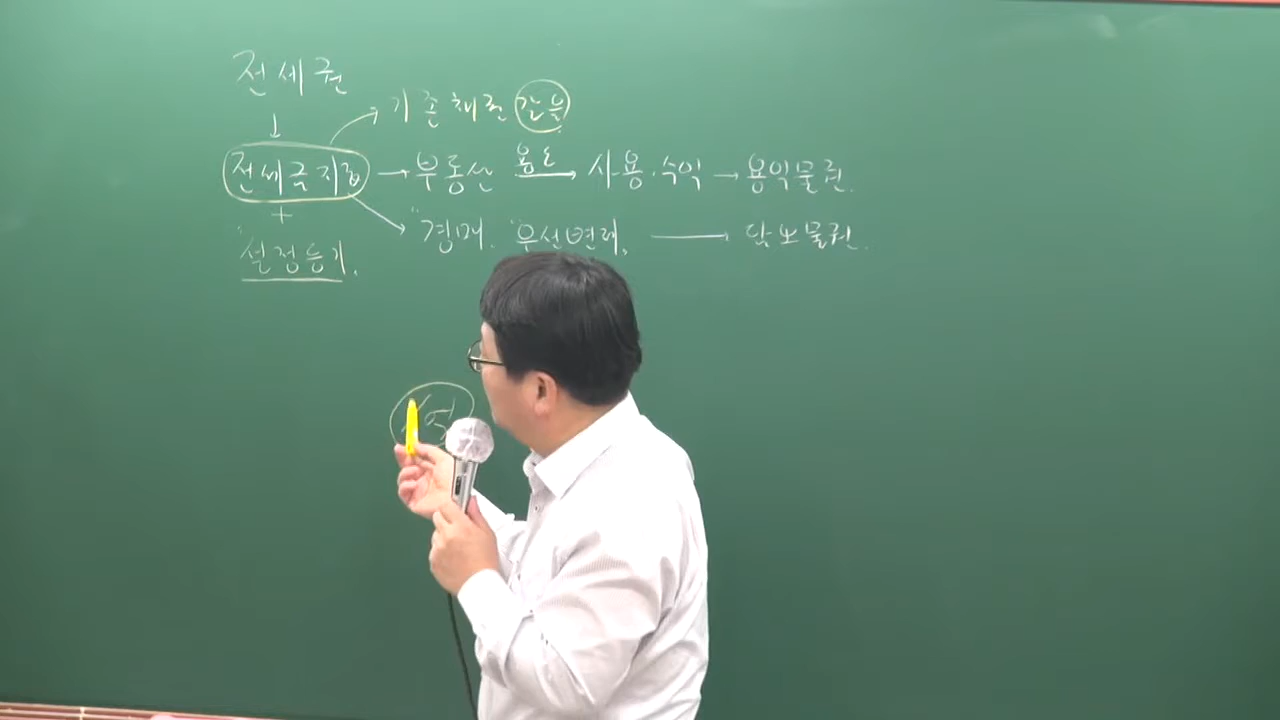 전세권
↓
기존채권 갈음
전세금지급 → 부동산 용도 → 사용·수익 → 용익물권.
+
"경매. "우선변제, → 담보물권.
"설정등기.